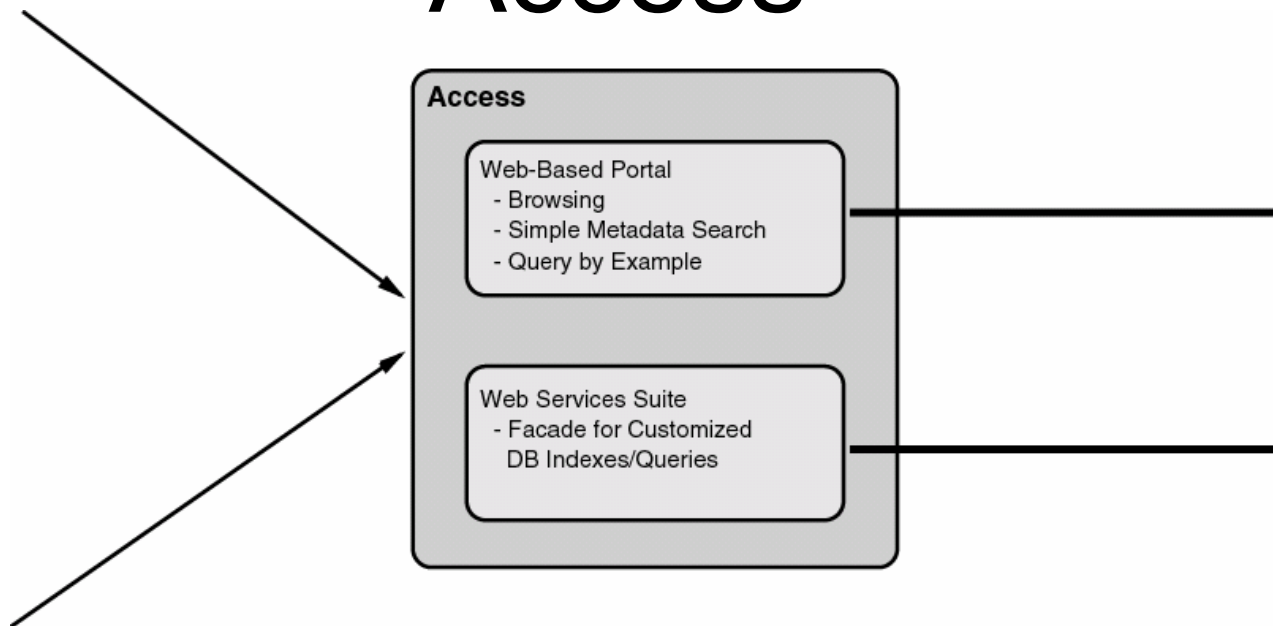 Access
Access
Web-Based Portal
- Browsing
- Simple Metadata Search
- Query by Example
Web Services Suite
- Facade for Customized
DB Indexes/Queries